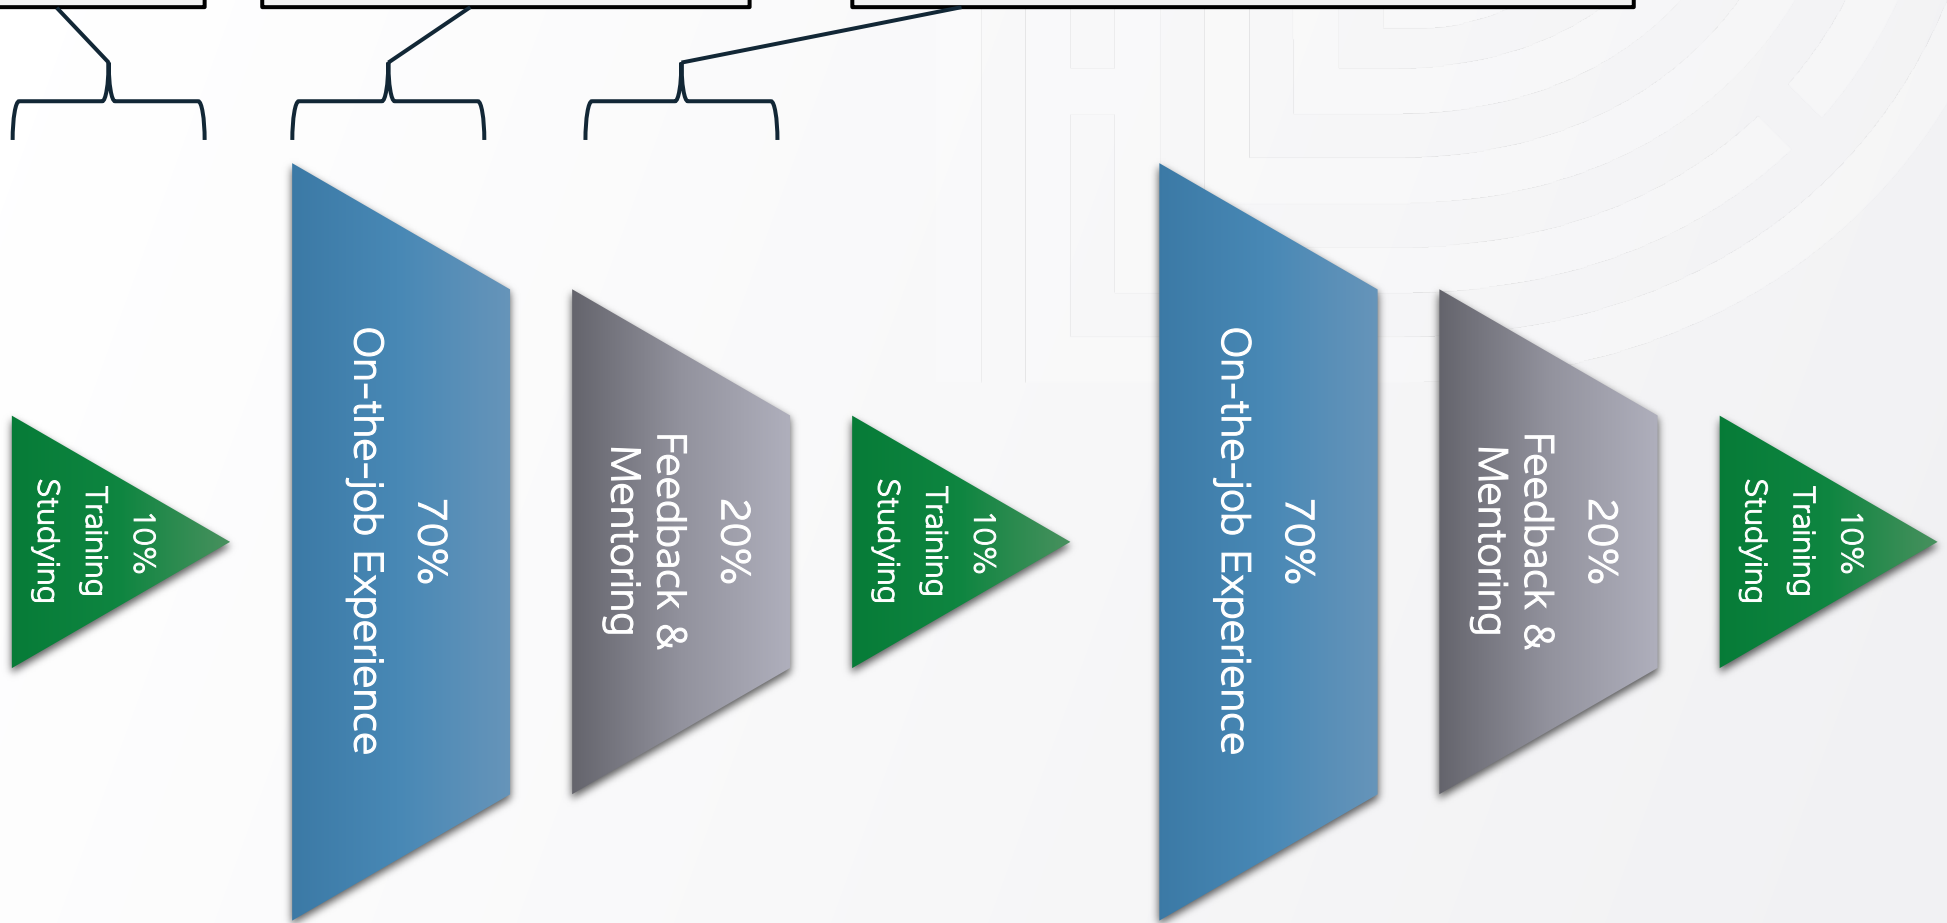 10%
Training
Studying
70%
On-the-job Experience
20%
Feedback &
Mentoring
10%
Training
Studying
70%
On-the-job Experience
20%
Feedback &
Mentoring
10%
Training
Studying